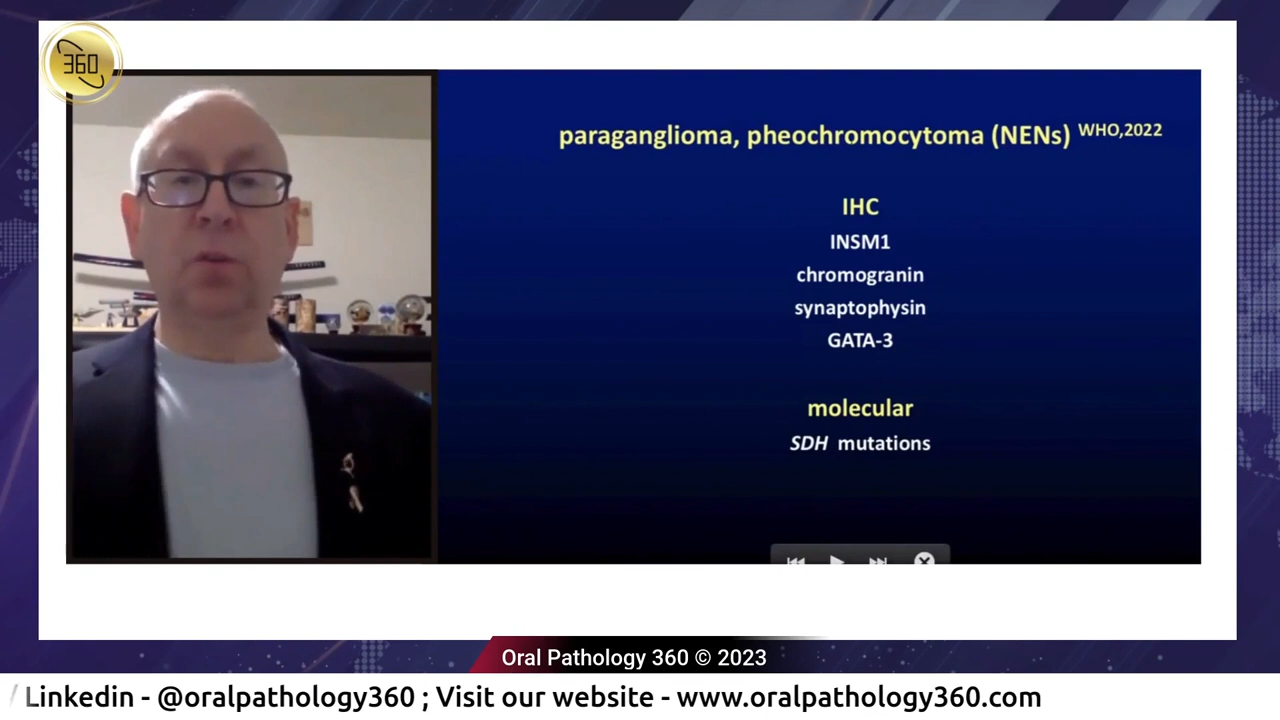 360
paraganglioma, pheochromocytoma (NENs) WHO,2022
IHC
INSM1
chromogranin
synaptophysin
GATA-3
molecular
SDH mutations
Oral Pathology 360 © 2023
/ Linkedin - @oralpathology360 ; Visit our website - www.oralpathology360.com